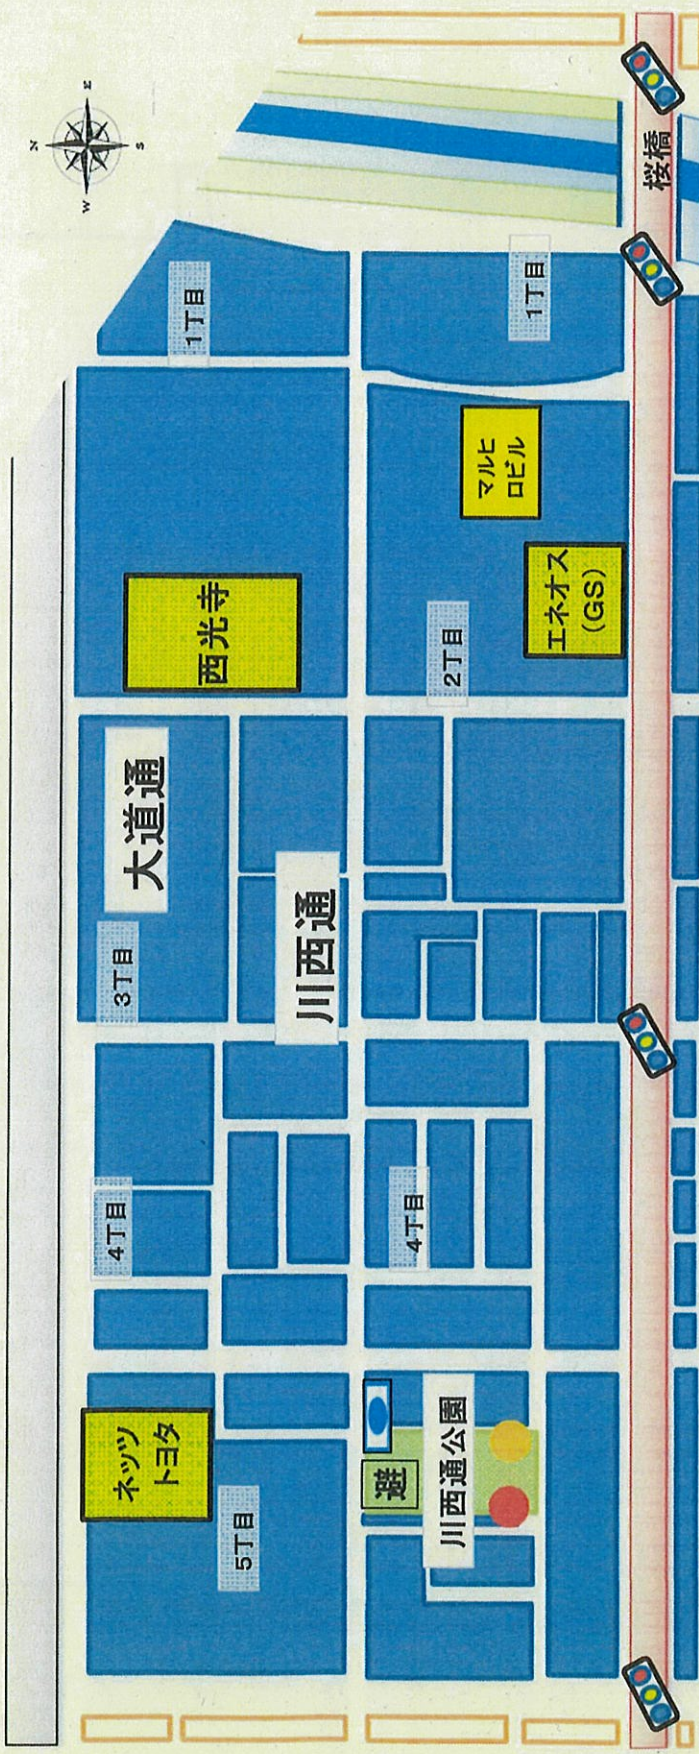 N
E
W
S
桜橋
1丁目
1丁目
マルヒ
ロビル
エネオス
(GS)
西光寺
2丁目
大道通
川西通
3丁目
4丁目
4丁目
ネッツ
トヨタ
避
川西通公園
5丁目